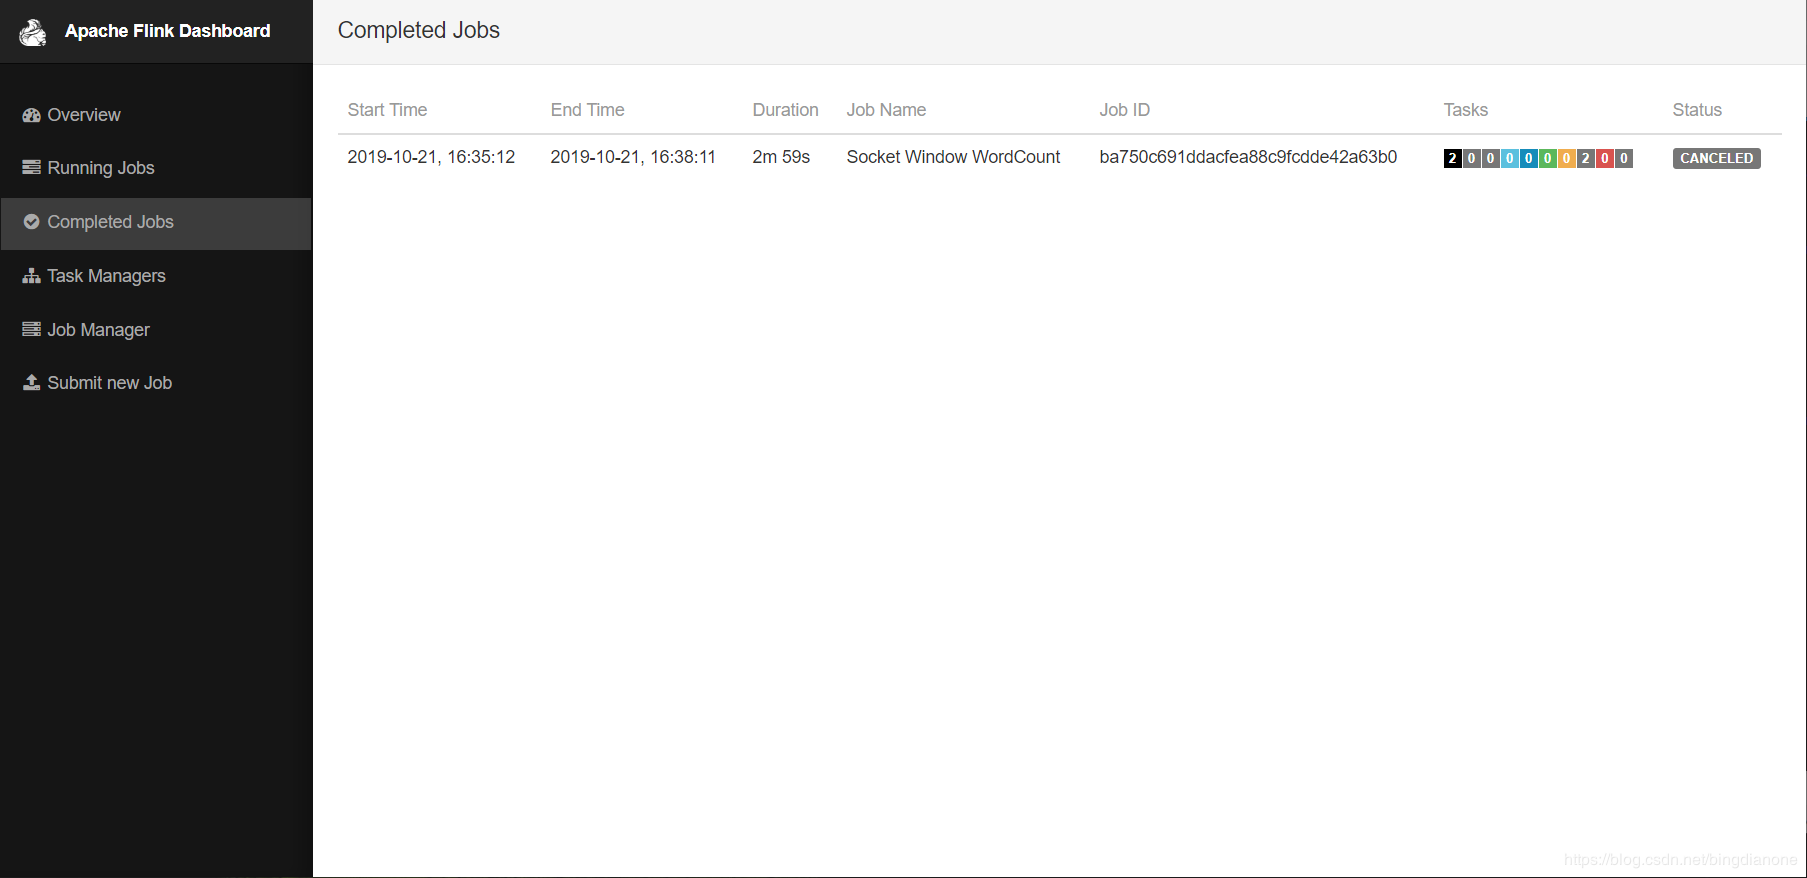 Apache Flink Dashboard
Overview
Running Jobs
Completed Jobs
Task Managers
Job Manager
Submit new Job
Completed Jobs
Start Time End Time Duration Job Name Job ID Tasks Status
2019-10-21, 16:35:12 2019-10-21, 16:38:11 2m 59s Socket Window WordCount ba750c691ddacfea88c9fcdde42a63b0 2 0 0 0 0 0 0 2 0 0 CANCELED
https://blog.csdn.net/bingdianone